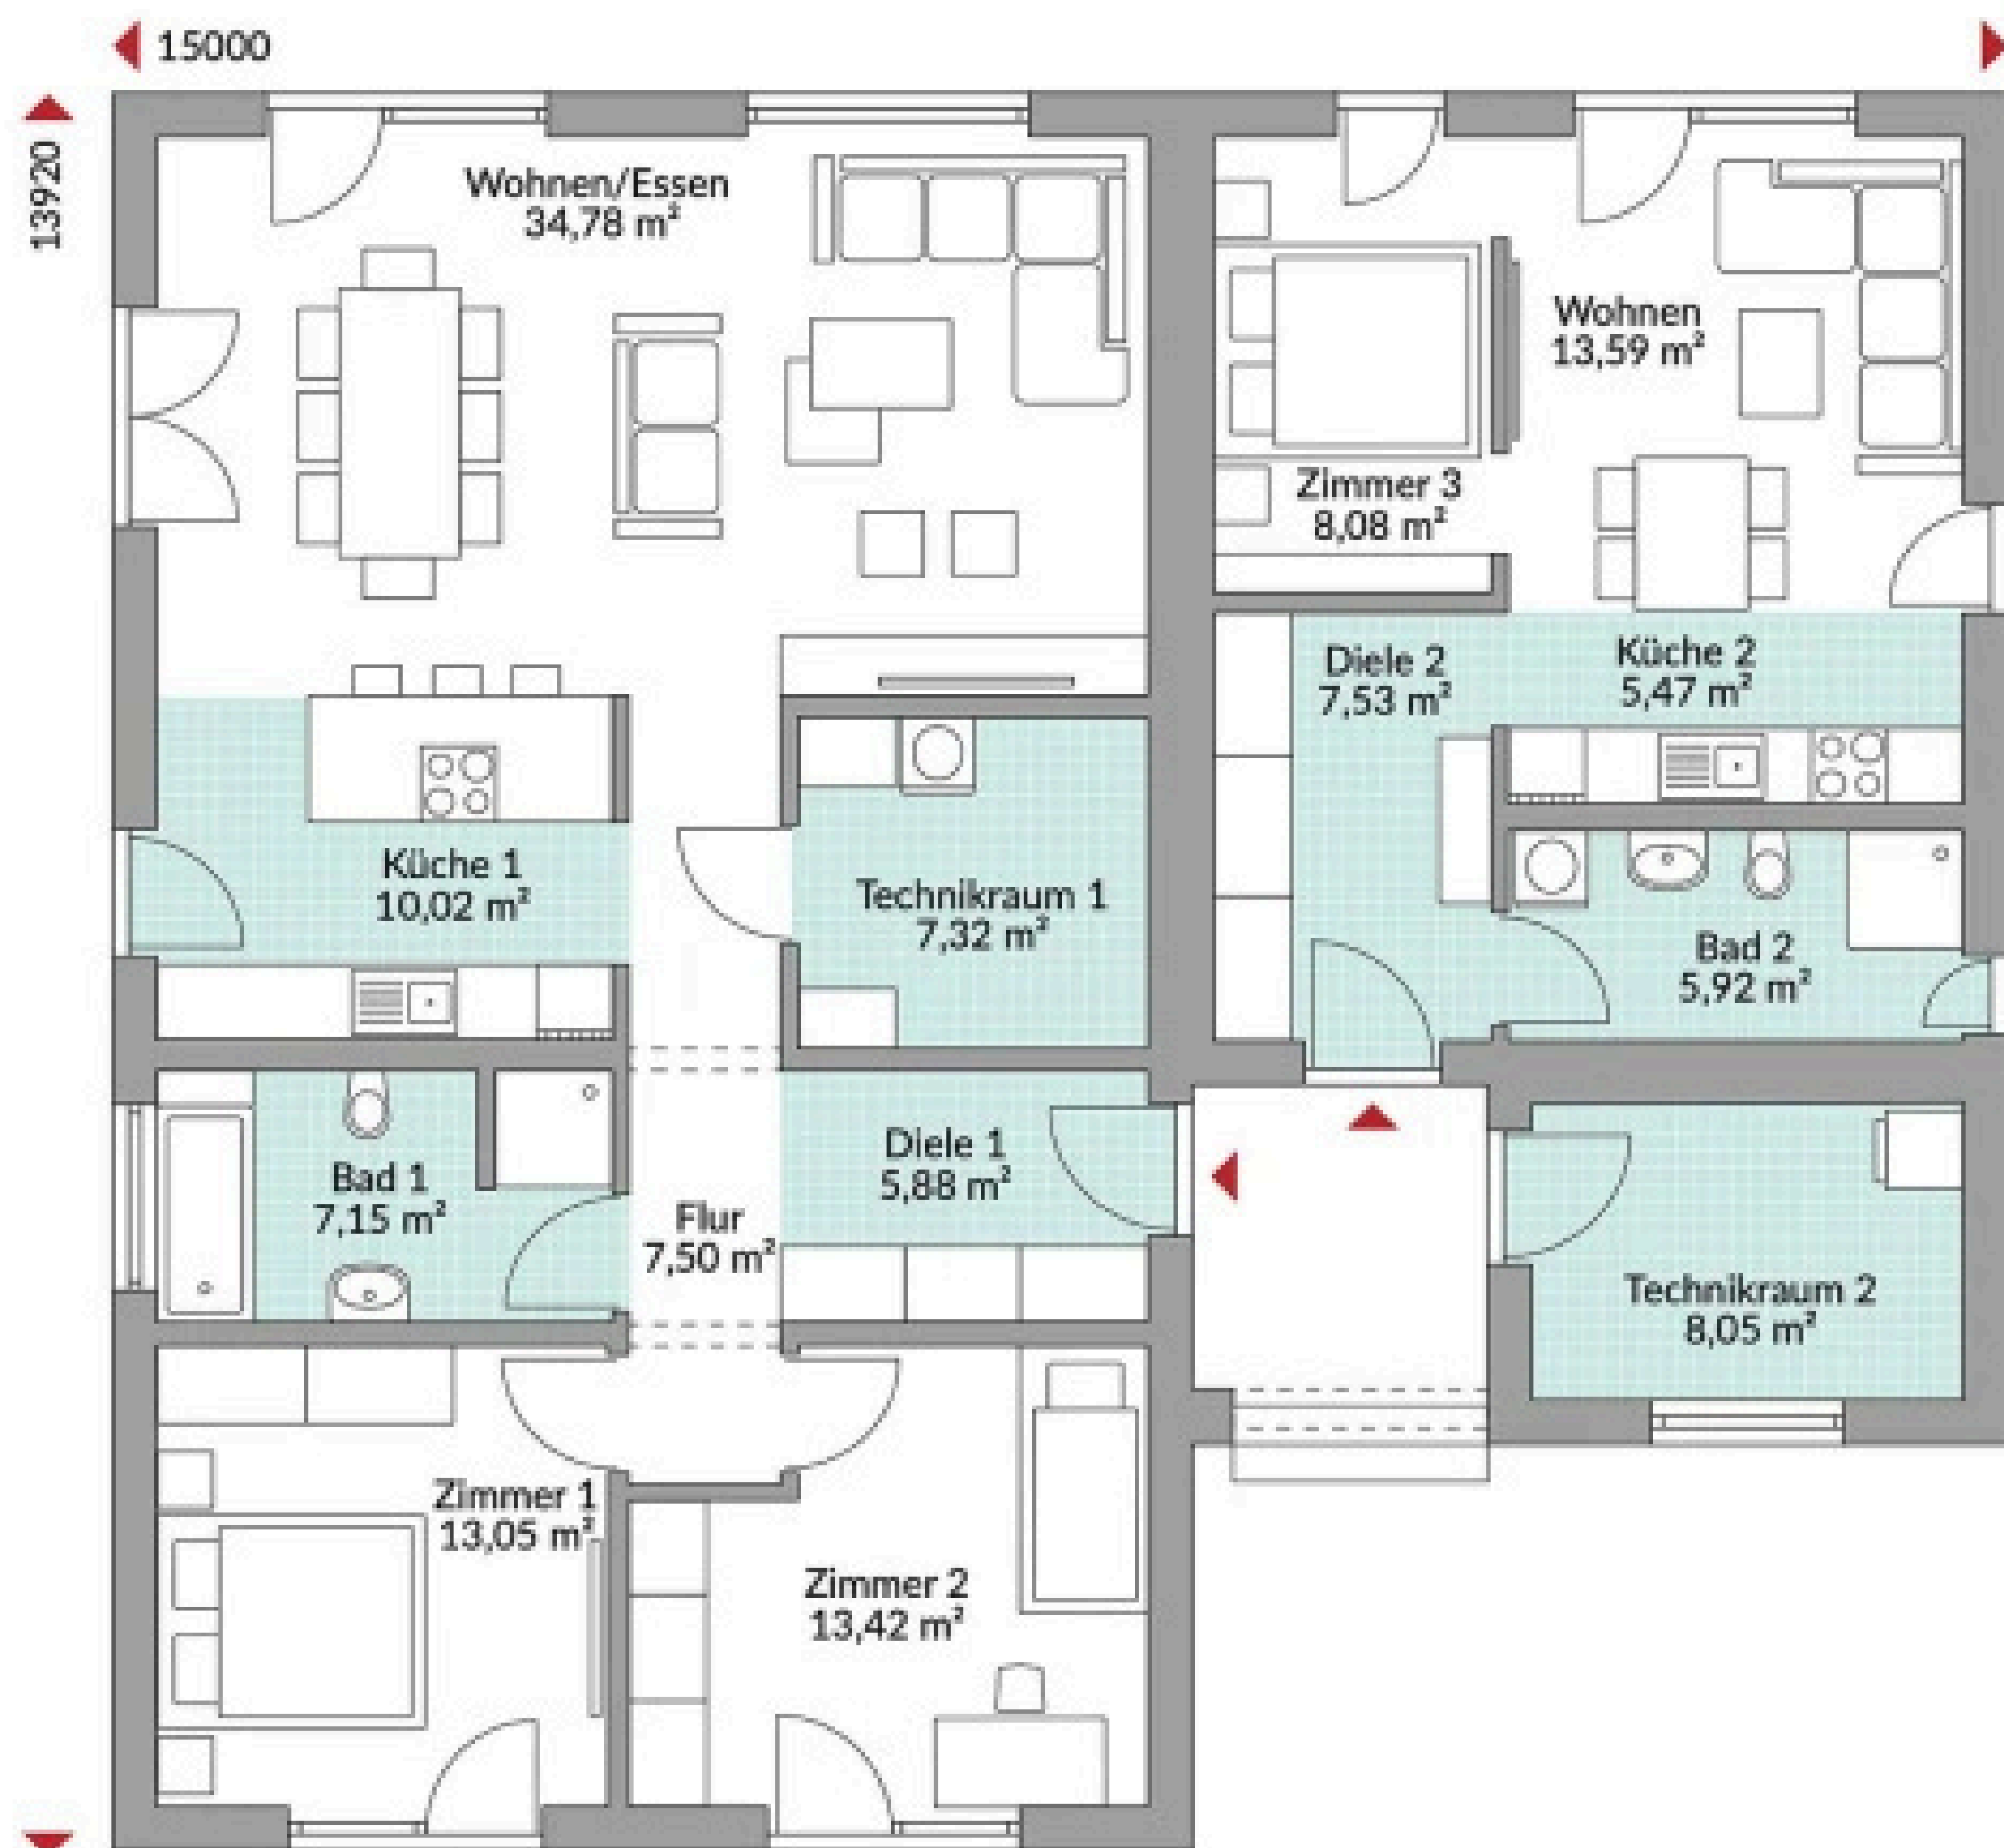 15000
13920
Wohnen/Essen
34,78 m²
Wohnen
13,59 m²
Zimmer 3
8,08 m²
Diele 2
7,53 m²
Küche 2
5,47 m²
Küche 1
10,02 m²
Technikraum 1
7,32 m²
Bad 2
5,92 m²
Bad 1
7,15 m²
Diele 1
5,88 m²
Flur
7,50 m²
Technikraum 2
8,05 m²
Zimmer 1
13,05 m²
Zimmer 2
13,42 m²